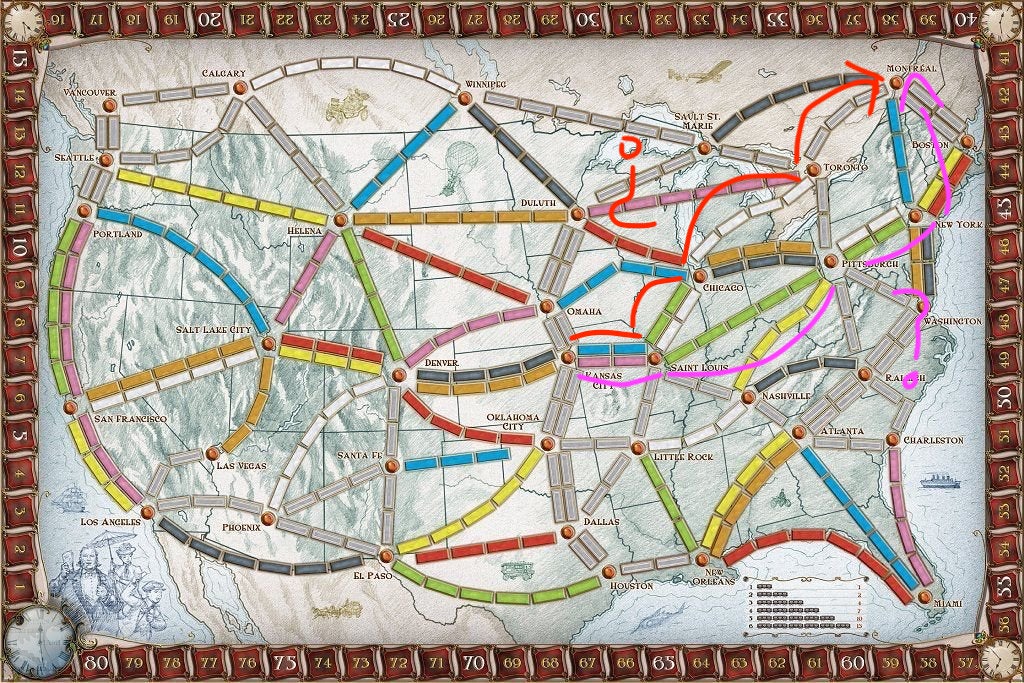 16 17 18 19 20 21 22 23 24 25 26 27 28 29 30 31 32 33 34 35 36 37 38 39 40
15 41
14 42
13 43
12 44
11 45
10 46
9 47
8 48
7 49
6 50
5 51
4 52
3 53
2 54
1 55
56
80 79 78 77 76 75 74 73 72 71 70 69 68 67 66 65 64 63 62 61 60 59 58 57
Montréal
Calgary
Vancouver
Winnipeg
Sault St.
Marie
Boston
Seattle
Toronto
Duluth
New York
Portland
Helena
Pittsburgh
Chicago
Omaha
Washington
Salt Lake City
Denver
Kansas
City
Saint Louis
Raleigh
Nashville
San Francisco
Oklahoma
City
Atlanta
Charleston
Santa Fe
Little Rock
Las Vegas
Los Angeles
Phoenix
Dallas
El Paso
Houston
New
Orleans
Miami
1 1
2 2
3 4
4 7
5 10
6 15